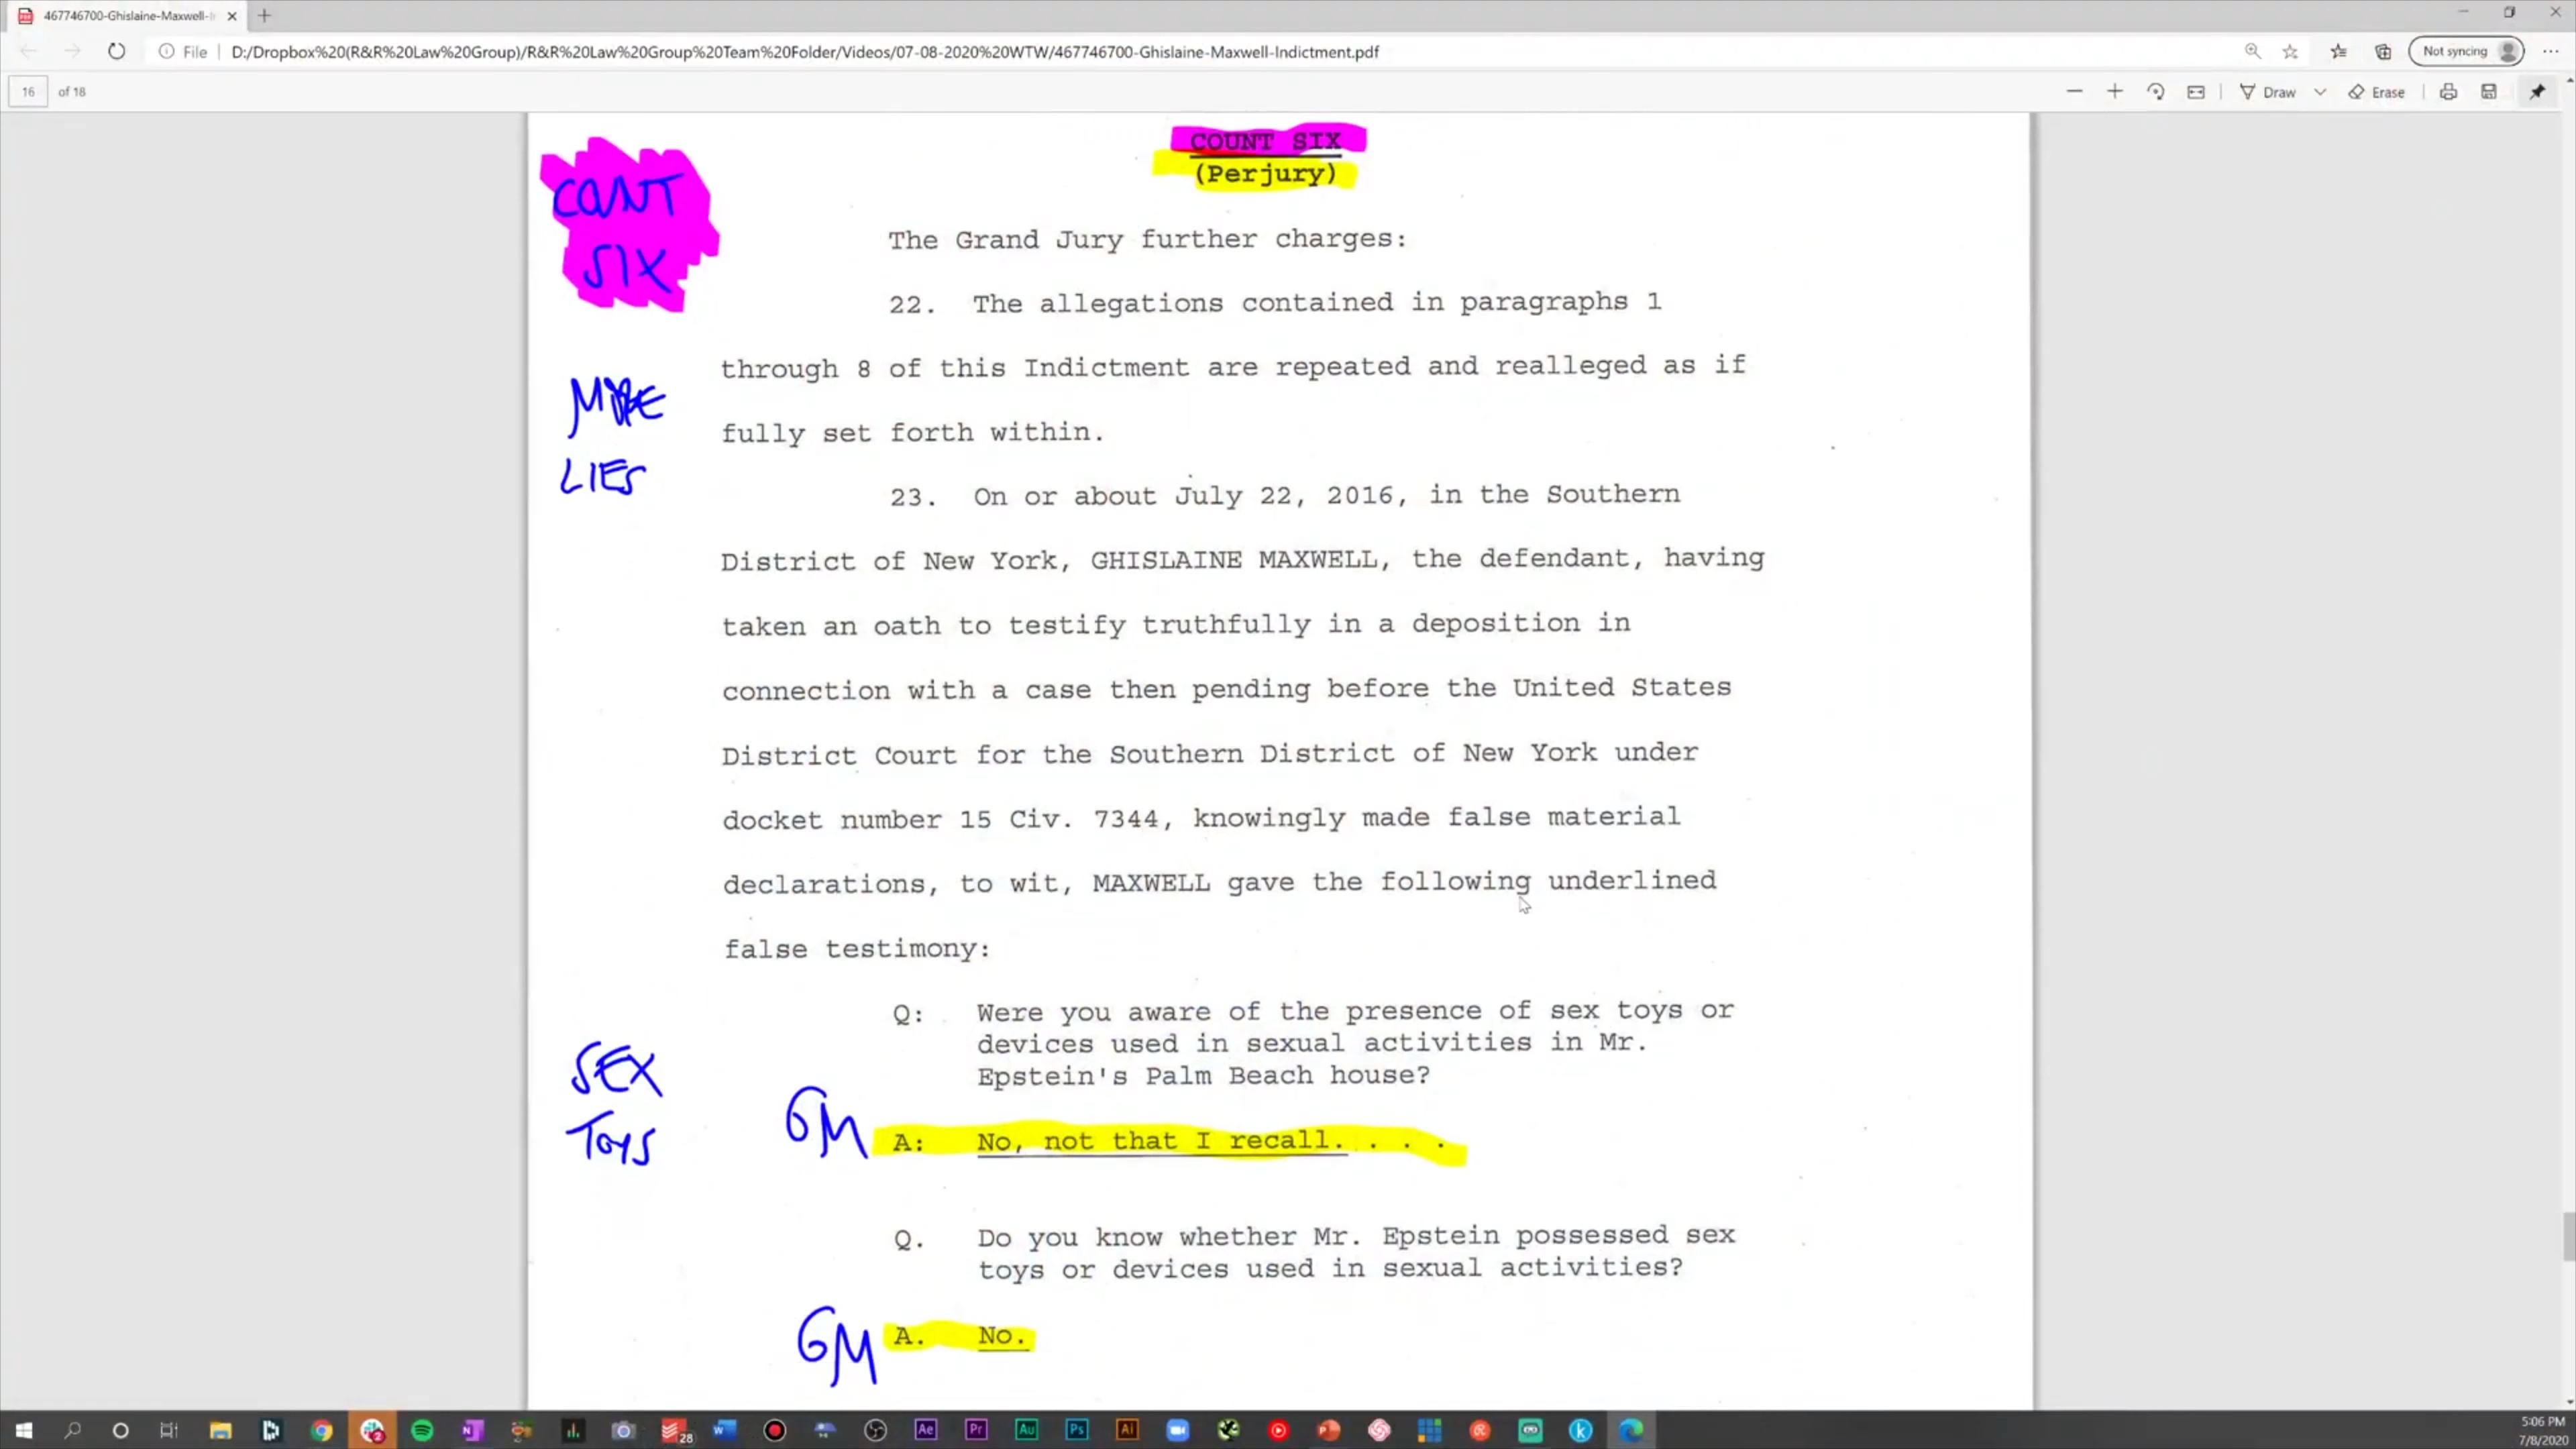 467746700-Ghislaine-Maxwell-I
File
D:/Dropbox%20(R&R%20Law%20Group)/R&R%20Law%20Group%20Team%20Folder/Videos/07-08-2020%20WTW/467746700-Ghislaine-Maxwell-Indictment.pdf
Not syncing
16 of 18
Draw
Erase
COUNT SIX
(Perjury)
COUNT
SIX
The Grand Jury further charges:
22. The allegations contained in paragraphs 1
through 8 of this Indictment are repeated and realleged as if
fully set forth within.
MORE
LIES
23. On or about July 22, 2016, in the Southern
District of New York, GHISLAINE MAXWELL, the defendant, having
taken an oath to testify truthfully in a deposition in
connection with a case then pending before the United States
District Court for the Southern District of New York under
docket number 15 Civ. 7344, knowingly made false material
declarations, to wit, MAXWELL gave the following underlined
false testimony:
Q: Were you aware of the presence of sex toys or
devices used in sexual activities in Mr.
Epstein's Palm Beach house?
SEX
TOYS
GM
A: No, not that I recall. . . .
Q. Do you know whether Mr. Epstein possessed sex
toys or devices used in sexual activities?
GM
A. No.
2
28
Ae
Pr
Au
Ps
Ai
5:06 PM
7/8/2020